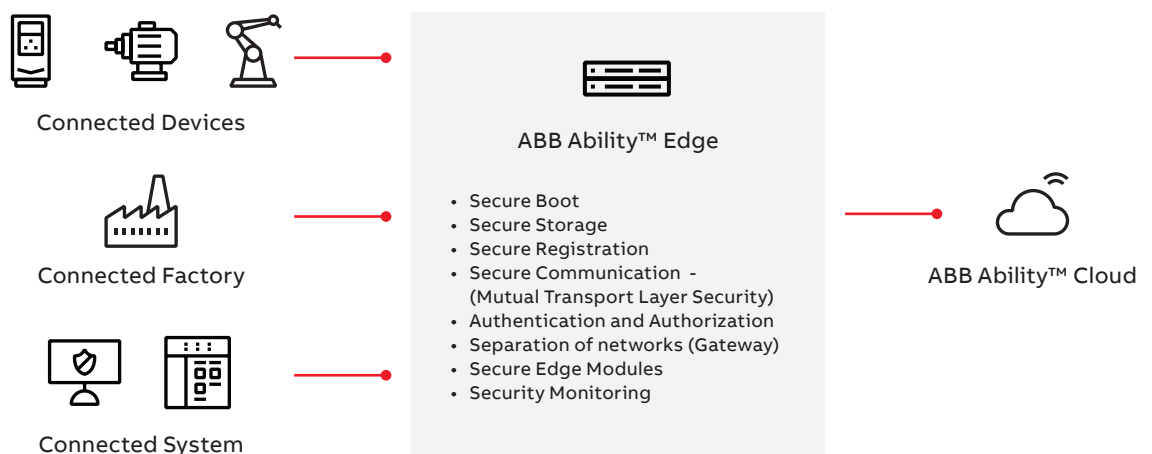 Connected Devices
Connected Factory
Connected System
ABB Ability™ Edge
• Secure Boot
• Secure Storage
• Secure Registration
• Secure Communication -
(Mutual Transport Layer Security)
• Authentication and Authorization
• Separation of networks (Gateway)
• Secure Edge Modules
• Security Monitoring
ABB Ability™ Cloud